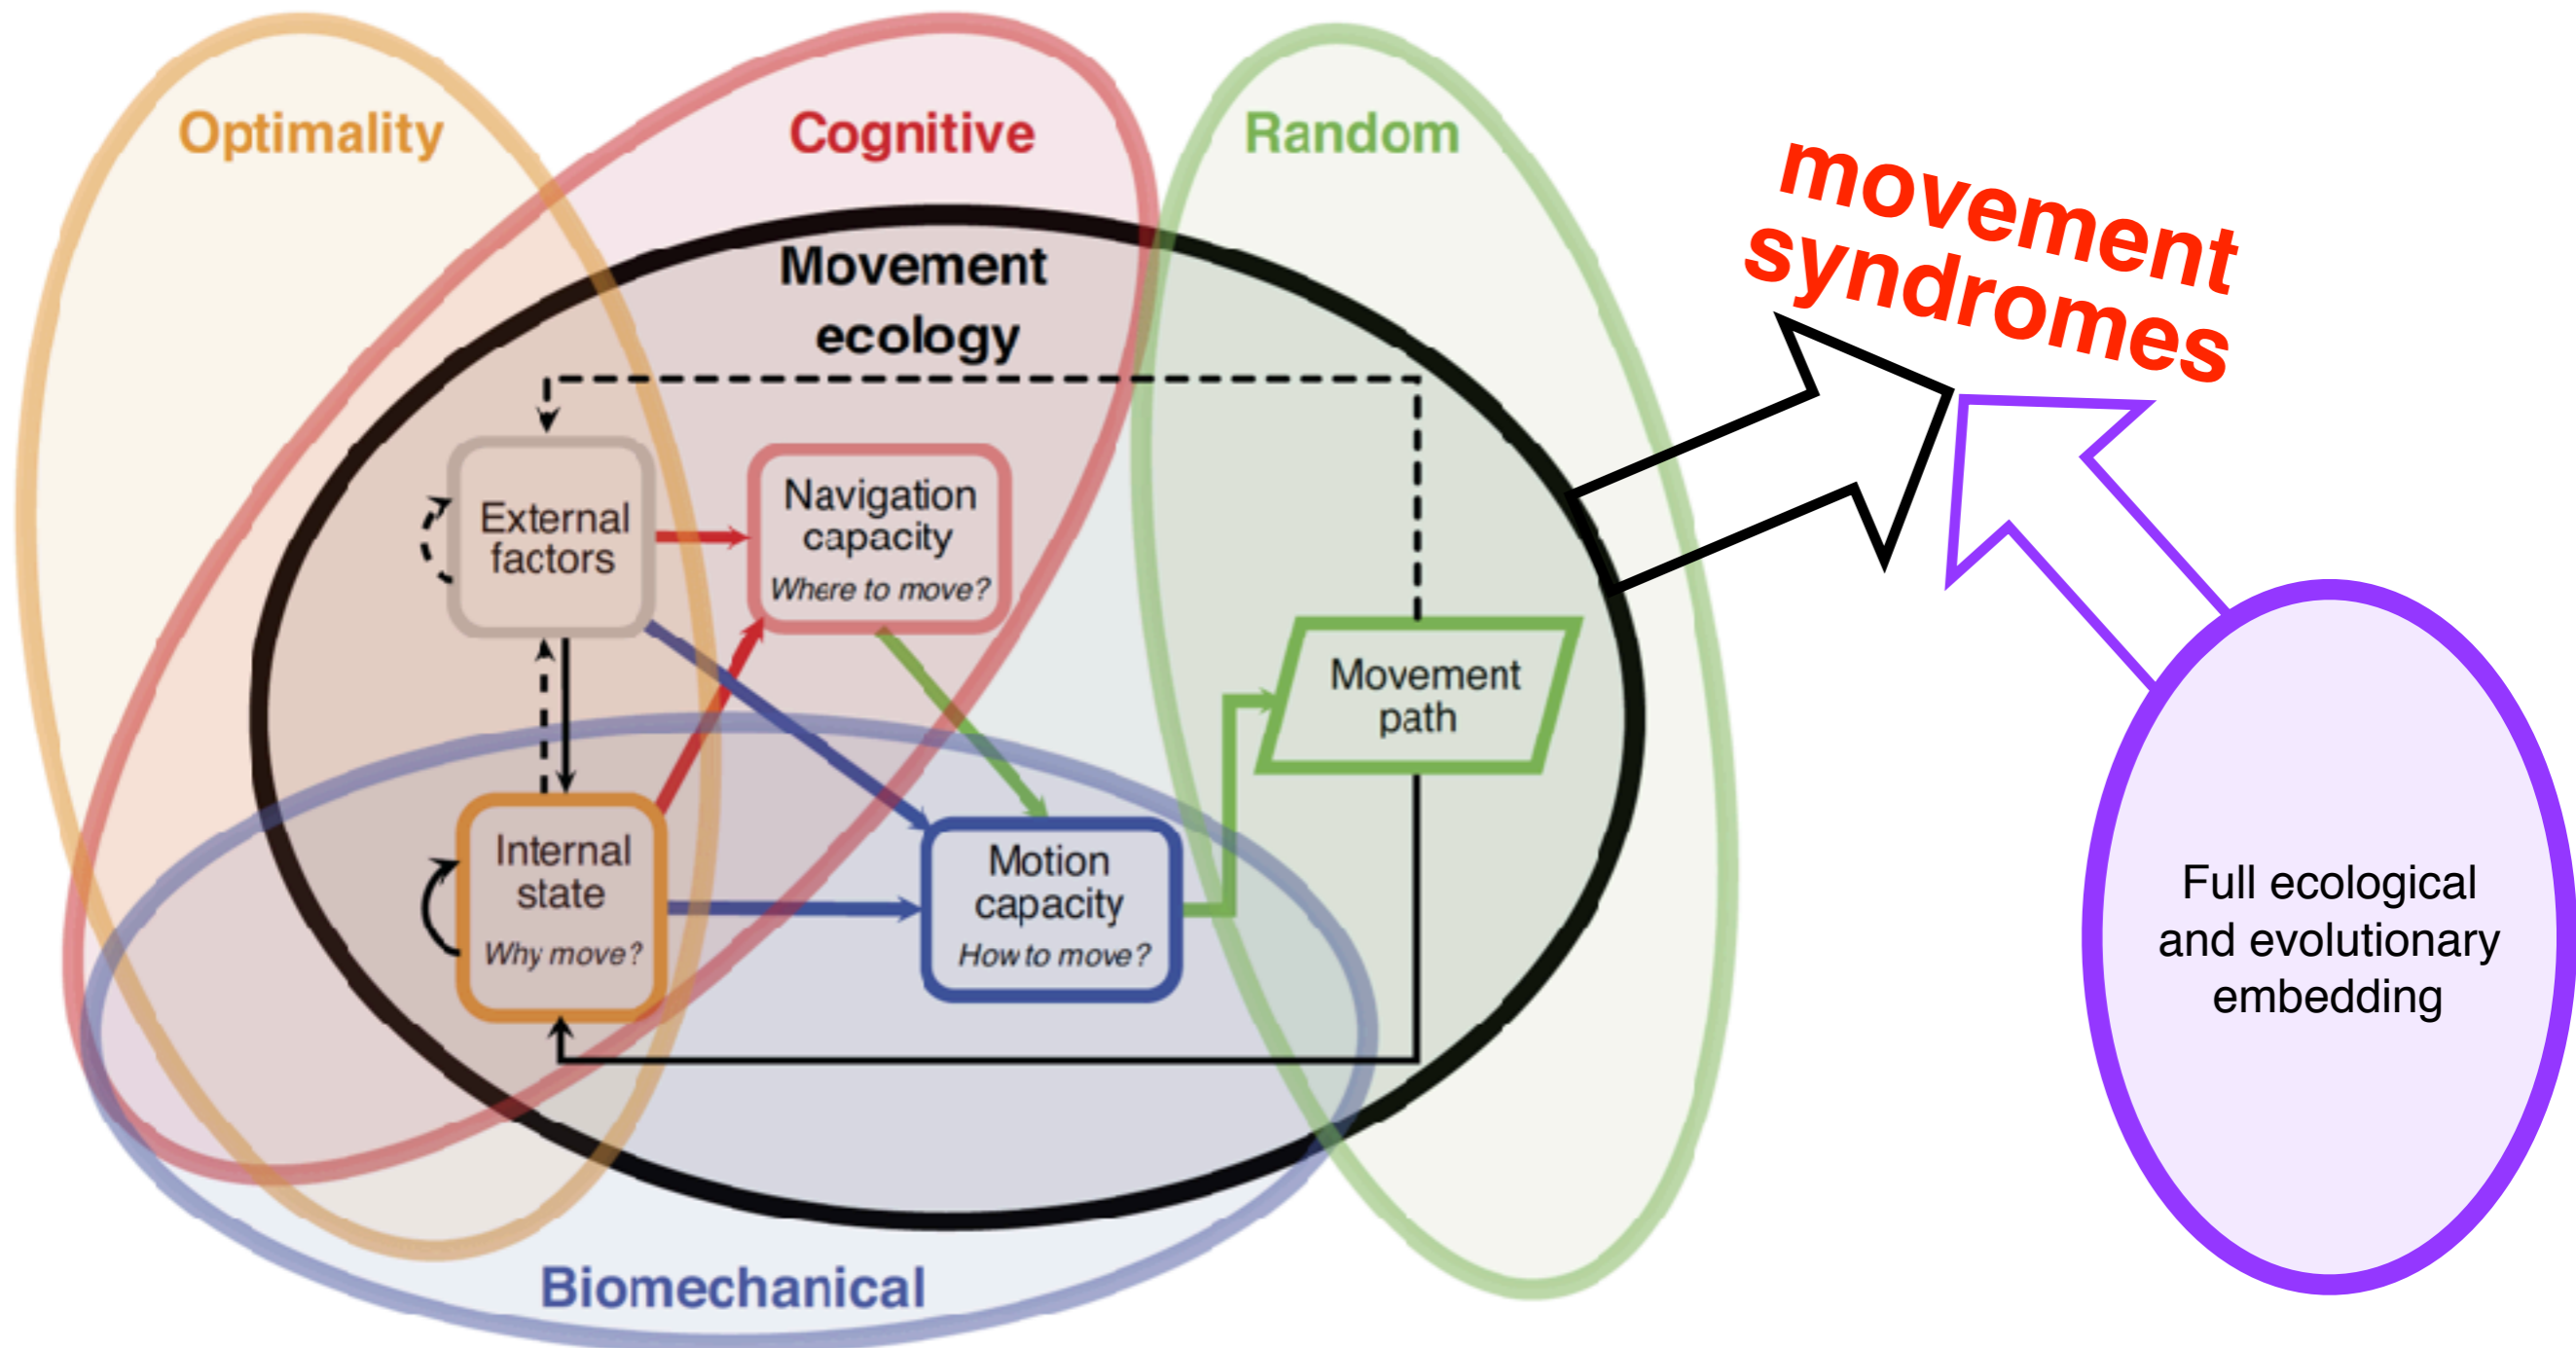 Optimality
Cognitive
Random
movement
syndromes
Movement
ecology
External
factors
Navigation
capacity
Where to move?
Movement
path
Internal
state
Why move?
Motion
capacity
How to move?
Full ecological
and evolutionary
embedding
Biomechanical